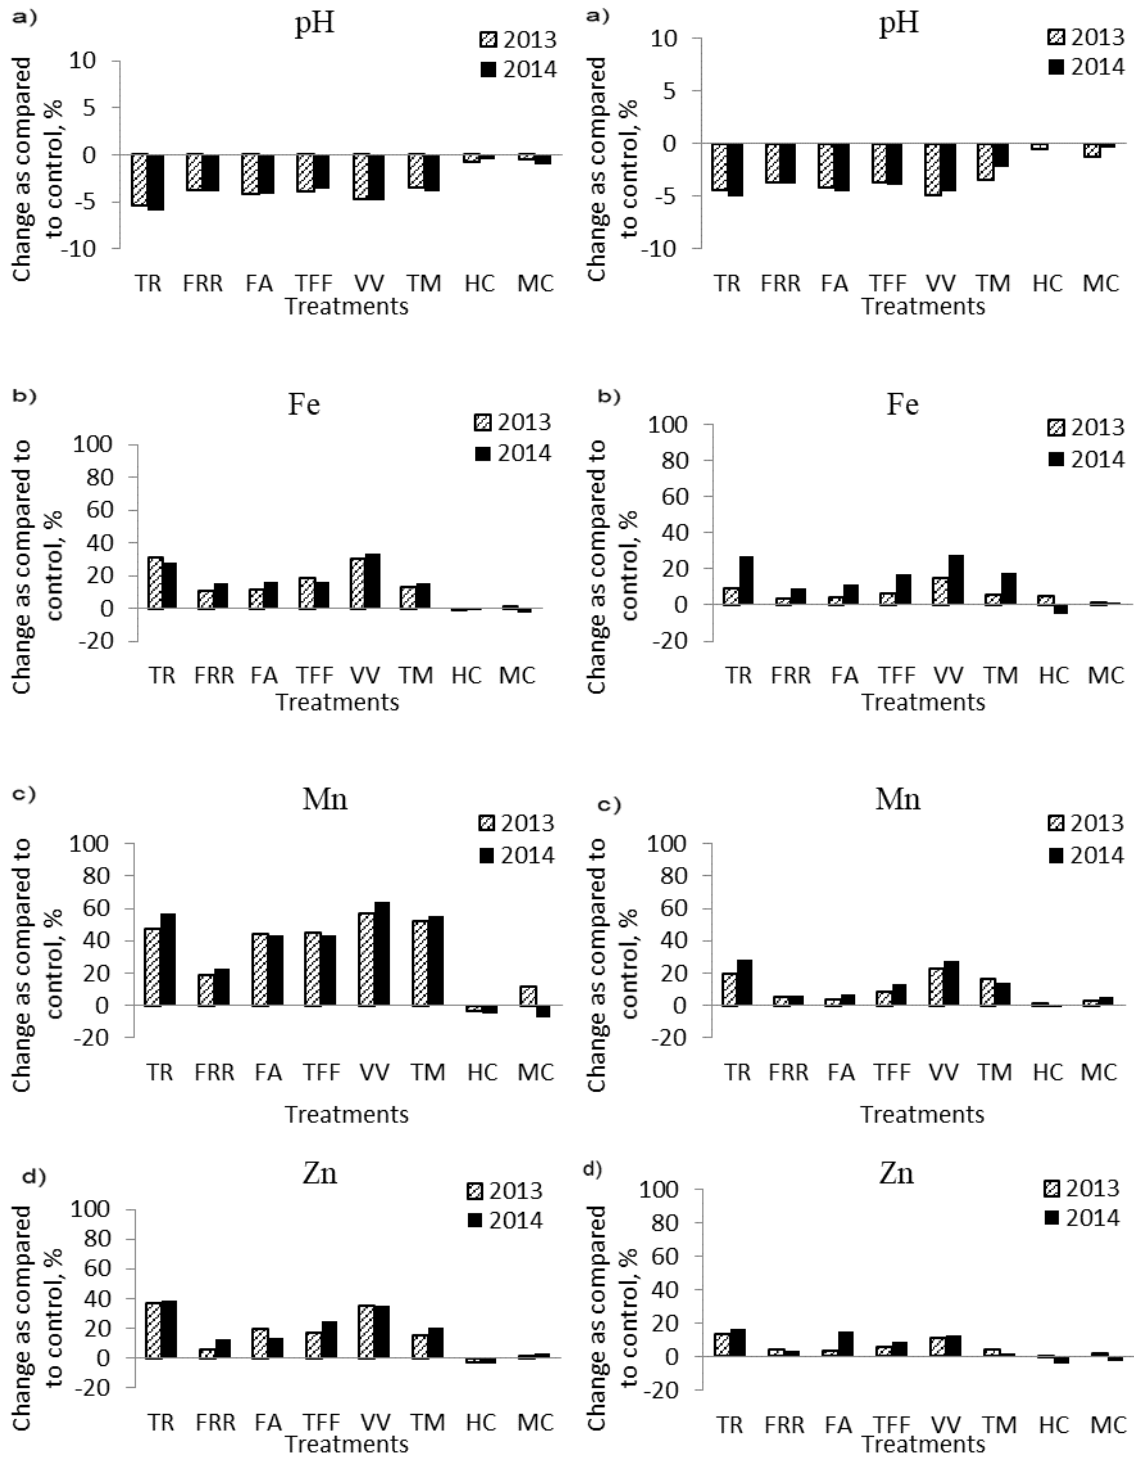 a)
pH
2013
2014
10
5
0
-5
-10
Change as compared
to control, %
TR FRR FA TFF VV TM HC MC
Treatments
a)
pH
2013
2014
10
5
0
-5
-10
Change as compared
to control, %
TR FRR FA TFF VV TM HC MC
Treatments
b)
Fe
2013
2014
100
80
60
40
20
0
-20
Change as compared to
control, %
TR FRR FA TFF VV TM HC MC
Treatments
b)
Fe
2013
2014
100
80
60
40
20
0
-20
Change as compared to
control, %
TR FRR FA TFF VV TM HC MC
Treatments
c)
Mn
2013
2014
100
80
60
40
20
0
-20
Change as compared to
control, %
TR FRR FA TFF VV TM HC MC
Treatments
c)
Mn
2013
2014
100
80
60
40
20
0
-20
Change as compared to
control, %
TR FRR FA TFF VV TM HC MC
Treatments
d)
Zn
2013
2014
100
80
60
40
20
0
-20
Change as compared
to control, %
TR FRR FA TFF VV TM HC MC
Treatments
d)
Zn
2013
2014
100
80
60
40
20
0
-20
Change as compared
to control, %
TR FRR FA TFF VV TM HC MC
Treatments